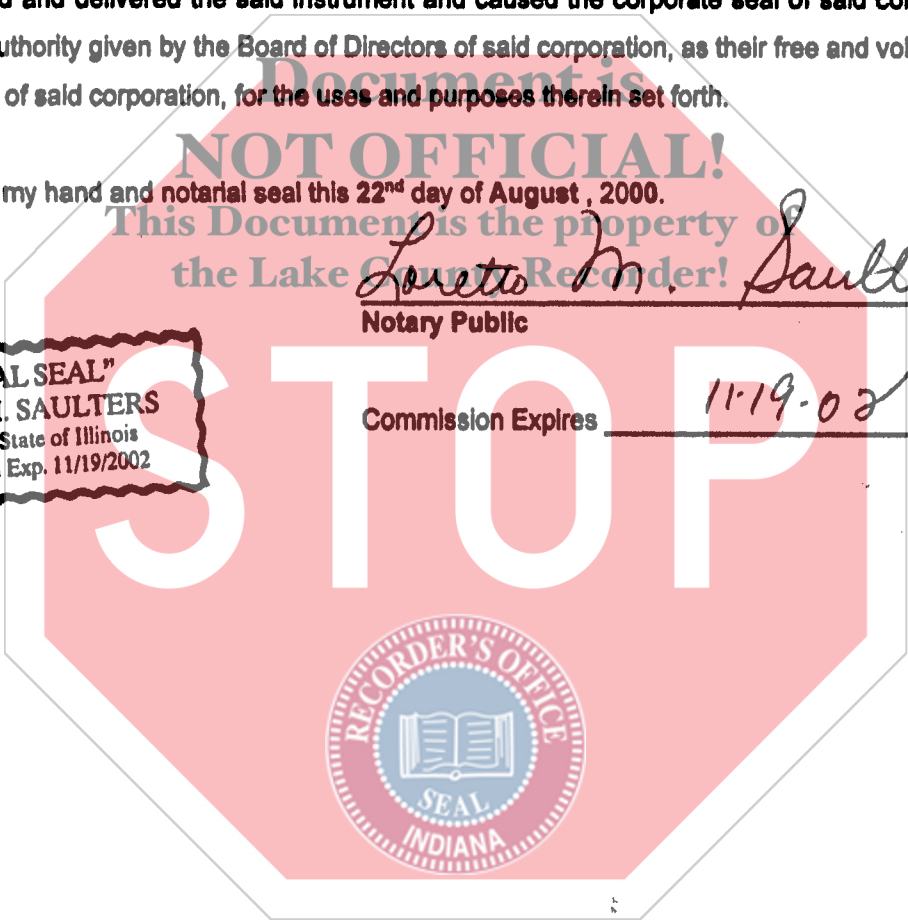 and delivered the said instrument and caused the corporate seal of said
authority given by the Board of Directors of said corporation, as their free and
of said corporation, for the uses and purposes therein set forth.
Document is
NOT OFFICIAL!
my hand and notarial seal this 22nd day of August , 2000.
This Document is the property of
the Lake County Recorder!
Loretto M. Sault
Notary Public
AL SEAL"
. SAULTERS
State of Illinois
Exp. 11/19/2002
Commission Expires 11-19-02
STOP
RECORDER'S OFFICE
SEAL
INDIANA